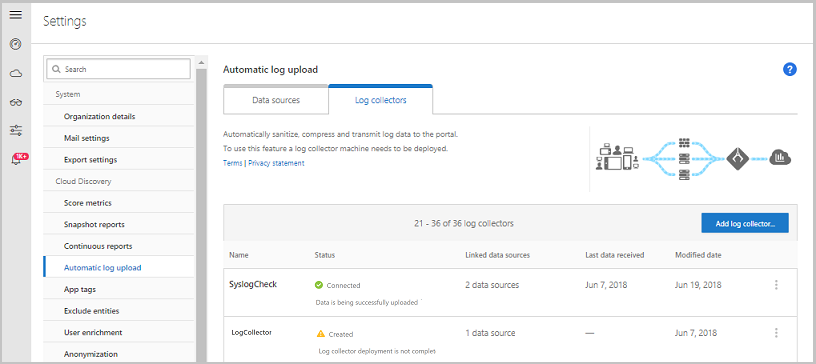 Settings
Search
System
Organization details
Mail settings
Export settings
Cloud Discovery
Score metrics
Snapshot reports
Continuous reports
Automatic log upload
App tags
Exclude entities
User enrichment
Anonymization
1K+
Automatic log upload
?
Data sources
Log collectors
Automatically sanitize, compress and transmit log data to the portal.
To use this feature a log collector machine needs to be deployed.
Terms | Privacy statement
21 - 36 of 36 log collectors
Add log collector...
Name Status Linked data sources Last data received Modified date
SyslogCheck Connected 2 data sources Jun 7, 2018 Jun 19, 2018
Data is being successfully uploaded
LogCollector Created 1 data source — Jun 7, 2018
Log collector deployment is not complet